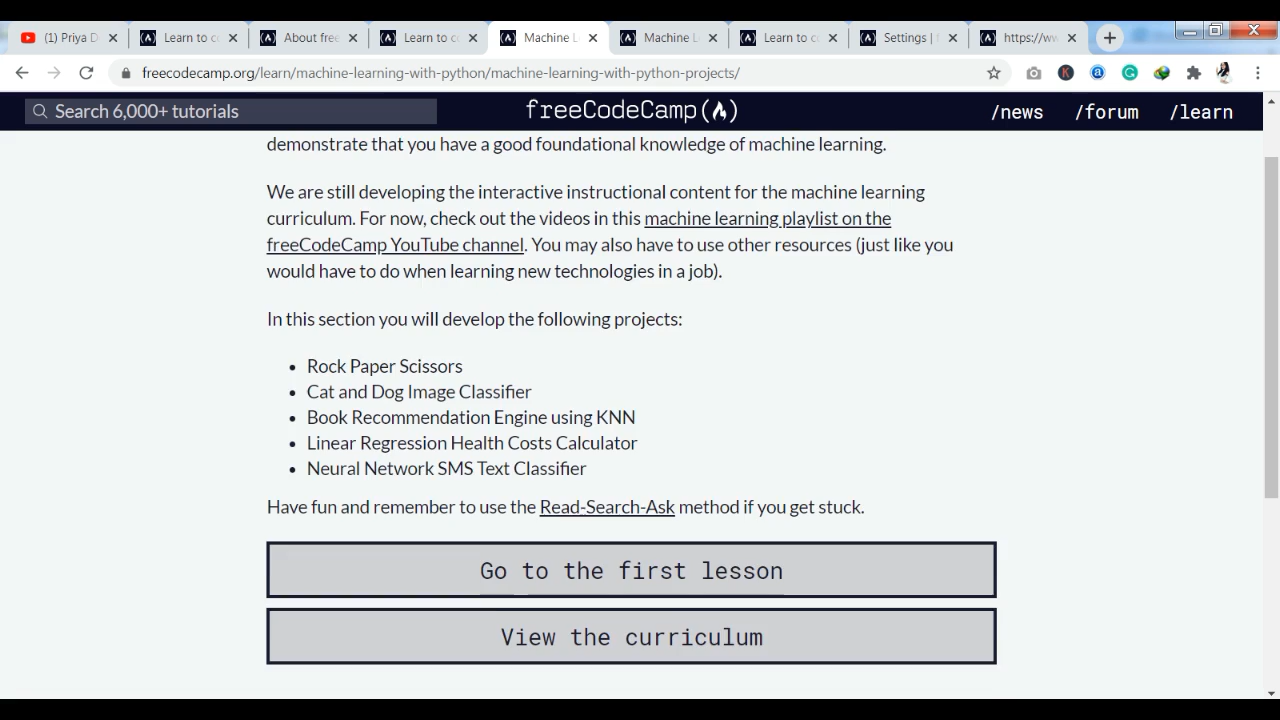 (1) Priya D
Learn to c
About free
Learn to c
Machine L
Machine L
Learn to c
Settings |
https://ww
freecodecamp.org/learn/machine-learning-with-python/machine-learning-with-python-projects/
Search 6,000+ tutorials
freeCodeCamp
/news
/forum
/learn
demonstrate that you have a good foundational knowledge of machine learning.
We are still developing the interactive instructional content for the machine learning
curriculum. For now, check out the videos in this machine learning playlist on the
freeCodeCamp YouTube channel. You may also have to use other resources (just like you
would have to do when learning new technologies in a job).
In this section you will develop the following projects:
• Rock Paper Scissors
• Cat and Dog Image Classifier
• Book Recommendation Engine using KNN
• Linear Regression Health Costs Calculator
• Neural Network SMS Text Classifier
Have fun and remember to use the Read-Search-Ask method if you get stuck.
Go to the first lesson
View the curriculum